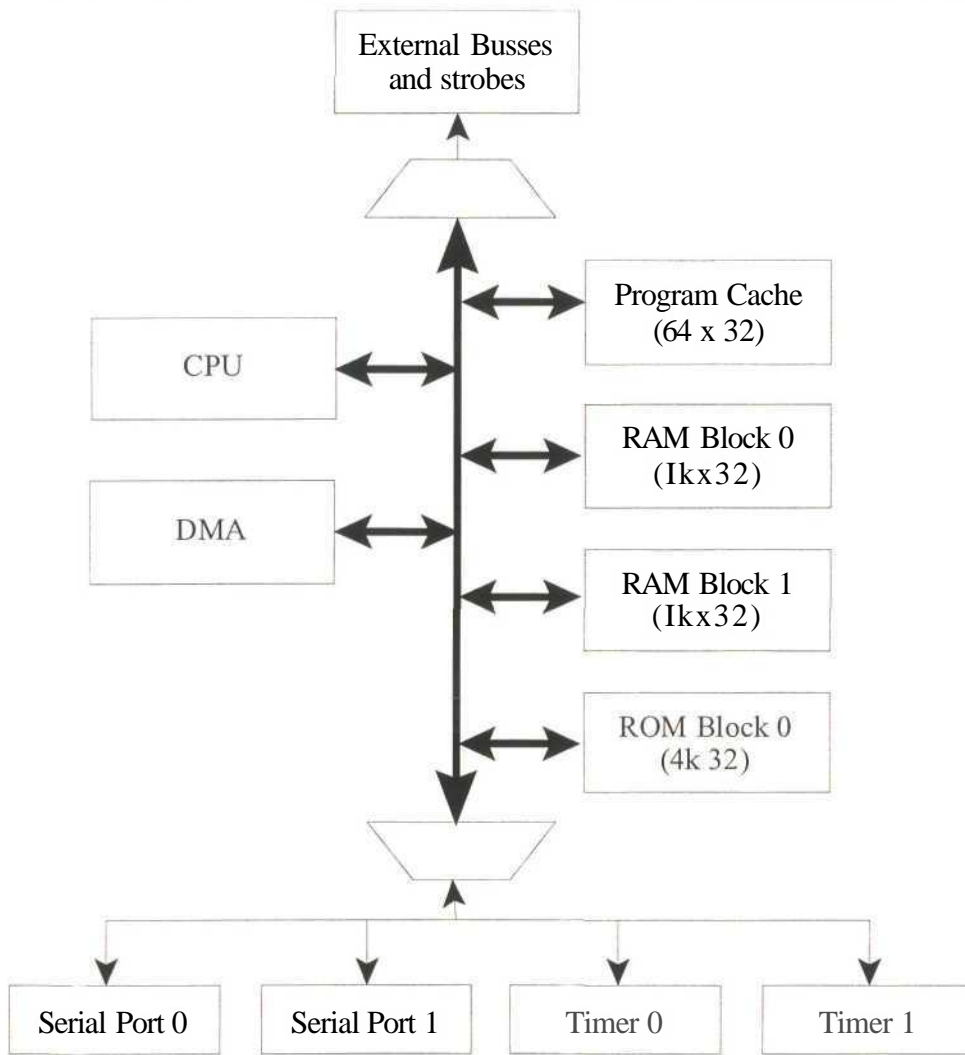 External Busses
and strobes
Program Cache
(64 x 32)
CPU
RAM Block 0
(Ikx32)
DMA
RAM Block 1
(Ikx32)
ROM Block 0
(4k 32)
Serial Port 0
Serial Port 1
Timer 0
Timer 1